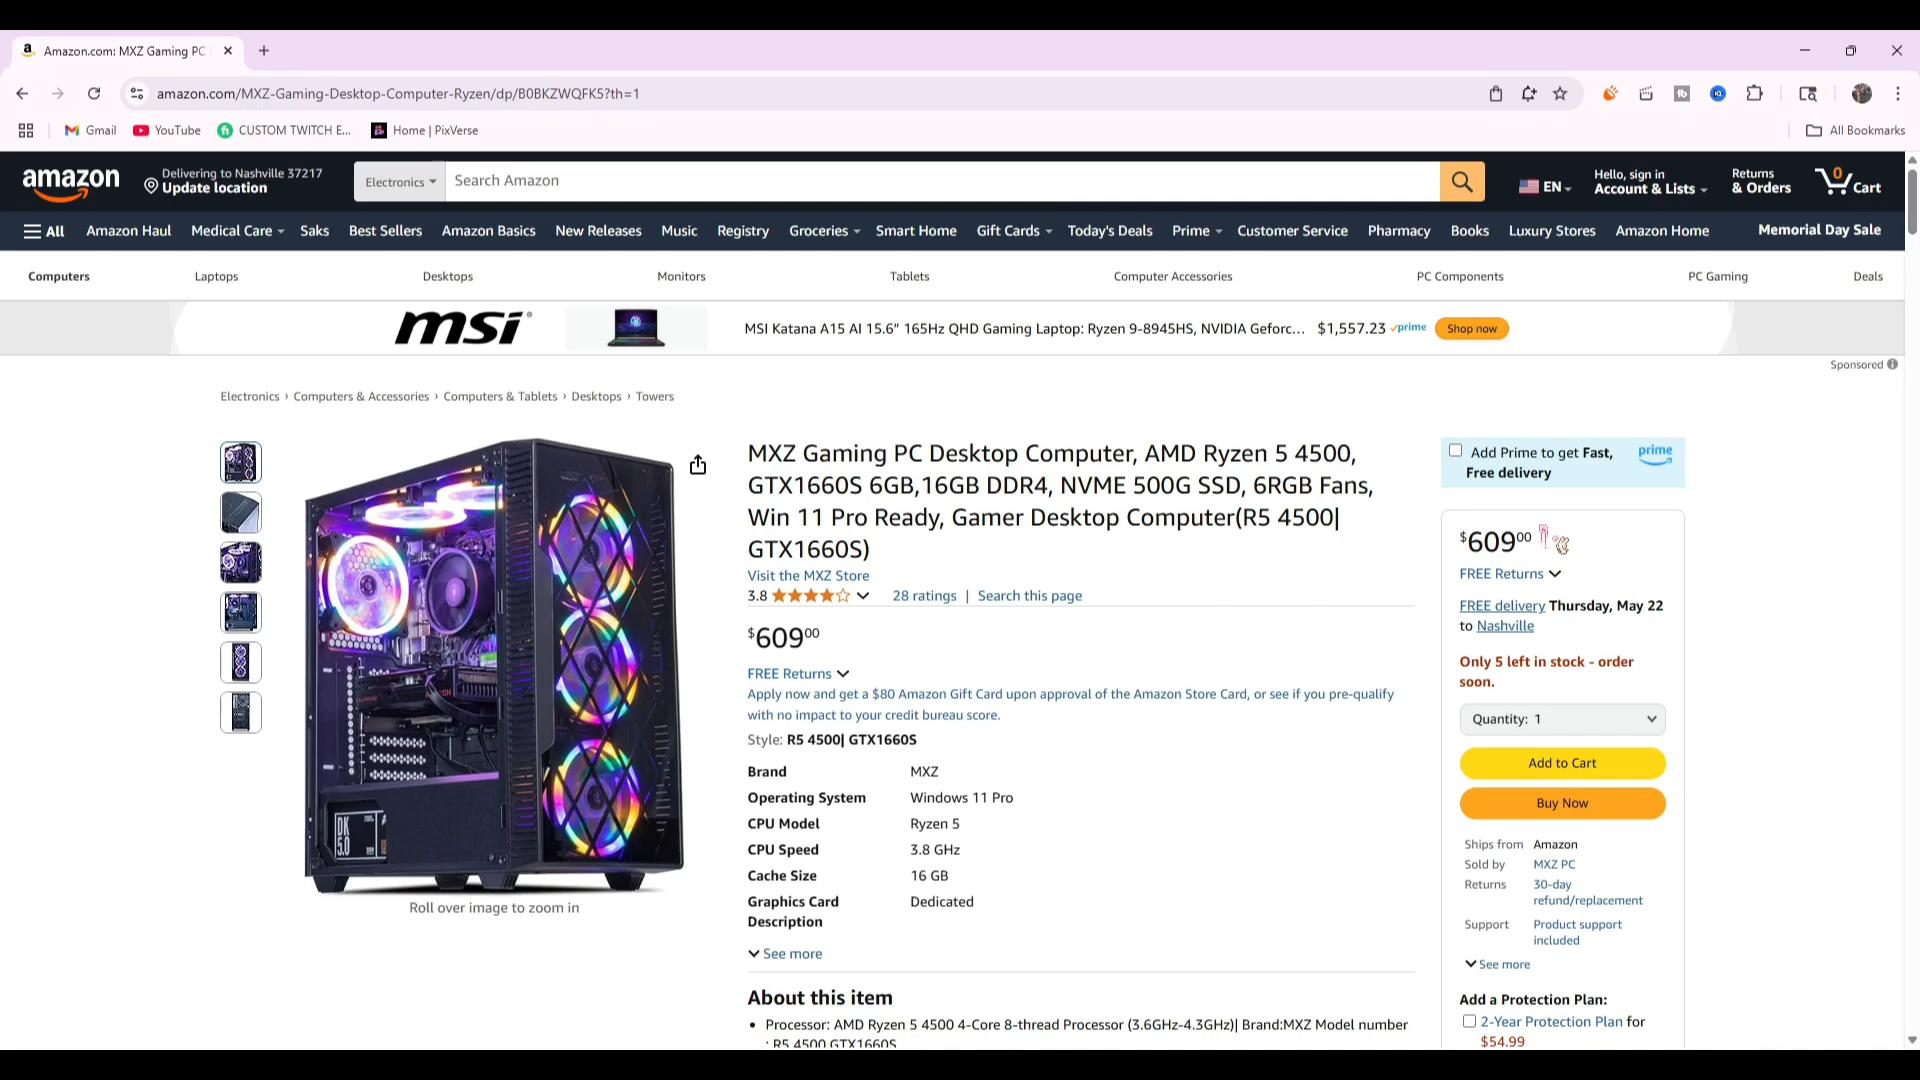 Amazon.com: MXZ Gaming PC
amazon.com/MXZ-Gaming-Desktop-Computer-Ryzen/dp/B0BKZWQFK5?th=1
Gmail
YouTube
CUSTOM TWITCH E...
Home | PixVerse
All Bookmarks
amazon
Delivering to Nashville 37217
Update location
Electronics
Search Amazon
EN
Hello, sign in
Account & Lists
Returns
& Orders
0
Cart
All
Amazon Haul
Medical Care
Saks
Best Sellers
Amazon Basics
New Releases
Music
Registry
Groceries
Smart Home
Gift Cards
Today's Deals
Prime
Customer Service
Pharmacy
Books
Luxury Stores
Amazon Home
Memorial Day Sale
Computers
Laptops
Desktops
Monitors
Tablets
Computer Accessories
PC Components
PC Gaming
Deals
msi
MSI Katana A15 AI 15.6” 165Hz QHD Gaming Laptop: Ryzen 9-8945HS, NVIDIA Geforc...
$1,557.23
prime
Shop now
Sponsored
Electronics › Computers & Accessories › Computers & Tablets › Desktops › Towers
DK
5.0
Roll over image to zoom in
MXZ Gaming PC Desktop Computer, AMD Ryzen 5 4500,
GTX1660S 6GB,16GB DDR4, NVME 500G SSD, 6RGB Fans,
Win 11 Pro Ready, Gamer Desktop Computer(R5 4500|
GTX1660S)
Visit the MXZ Store
3.8
28 ratings | Search this page
$60900
FREE Returns
Apply now and get a $80 Amazon Gift Card upon approval of the Amazon Store Card, or see if you pre-qualify
with no impact to your credit bureau score.
Style: R5 4500| GTX1660S
Brand MXZ
Operating System Windows 11 Pro
CPU Model Ryzen 5
CPU Speed 3.8 GHz
Cache Size 16 GB
Graphics Card Dedicated
Description
See more
About this item
• Processor: AMD Ryzen 5 4500 4-Core 8-thread Processor (3.6GHz-4.3GHz)| Brand:MXZ Model number
: R5 4500 GTX1660S
Add Prime to get Fast,
Free delivery
prime
$60900
FREE Returns
FREE delivery Thursday, May 22
to Nashville
Only 5 left in stock - order
soon.
Quantity: 1
Add to Cart
Buy Now
Ships from Amazon
Sold by MXZ PC
Returns 30-day
refund/replacement
Support Product support
included
See more
Add a Protection Plan:
2-Year Protection Plan for
$54.99